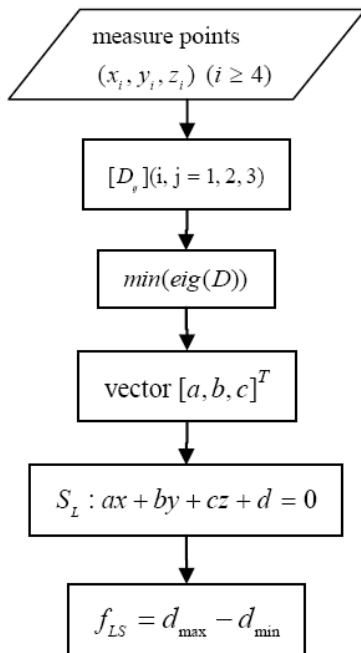 measure points
(x_i, y_i, z_i) (i ≥ 4)
[D_ij](i, j = 1, 2, 3)
min(eig(D))
vector [a, b, c]^T
S_L : ax + by + cz + d = 0
f_LS = d_max − d_min